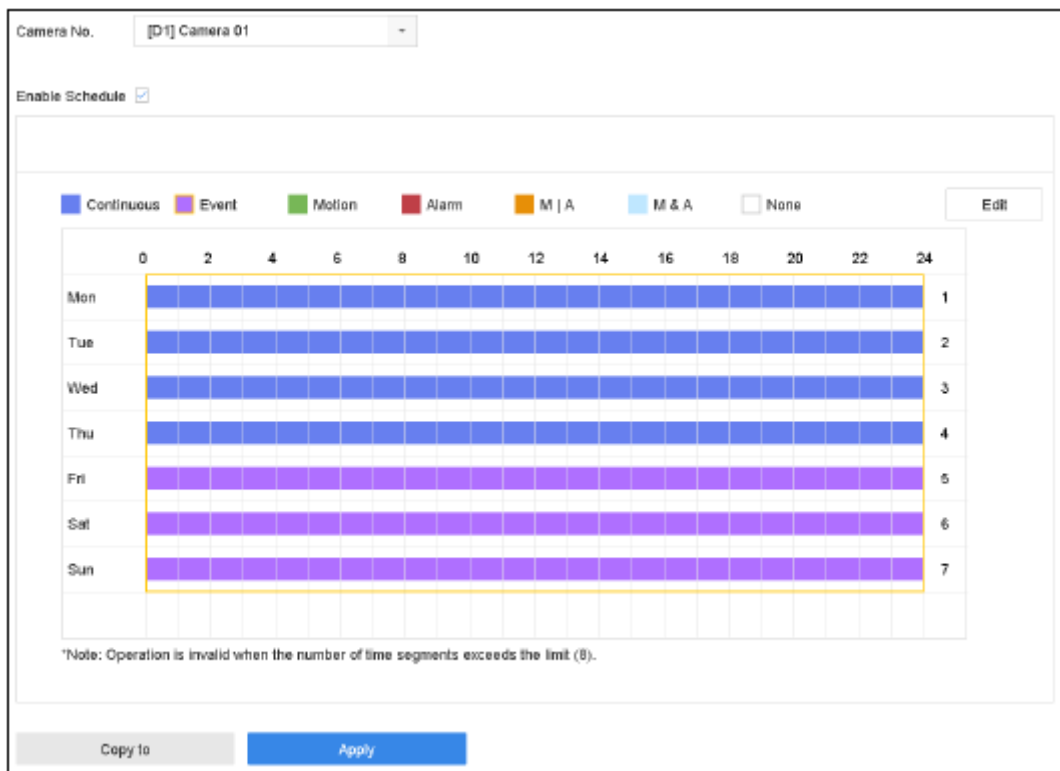 Camera No. [D1] Camera 01
Enable Schedule
Continuous Event Motion Alarm M | A M & A None Edit
0 2 4 6 8 10 12 14 16 18 20 22 24
Mon 1
Tue 2
Wed 3
Thu 4
Fri 5
Sat 6
Sun 7
*Note: Operation is invalid when the number of time segments exceeds the limit (8).
Copy to Apply